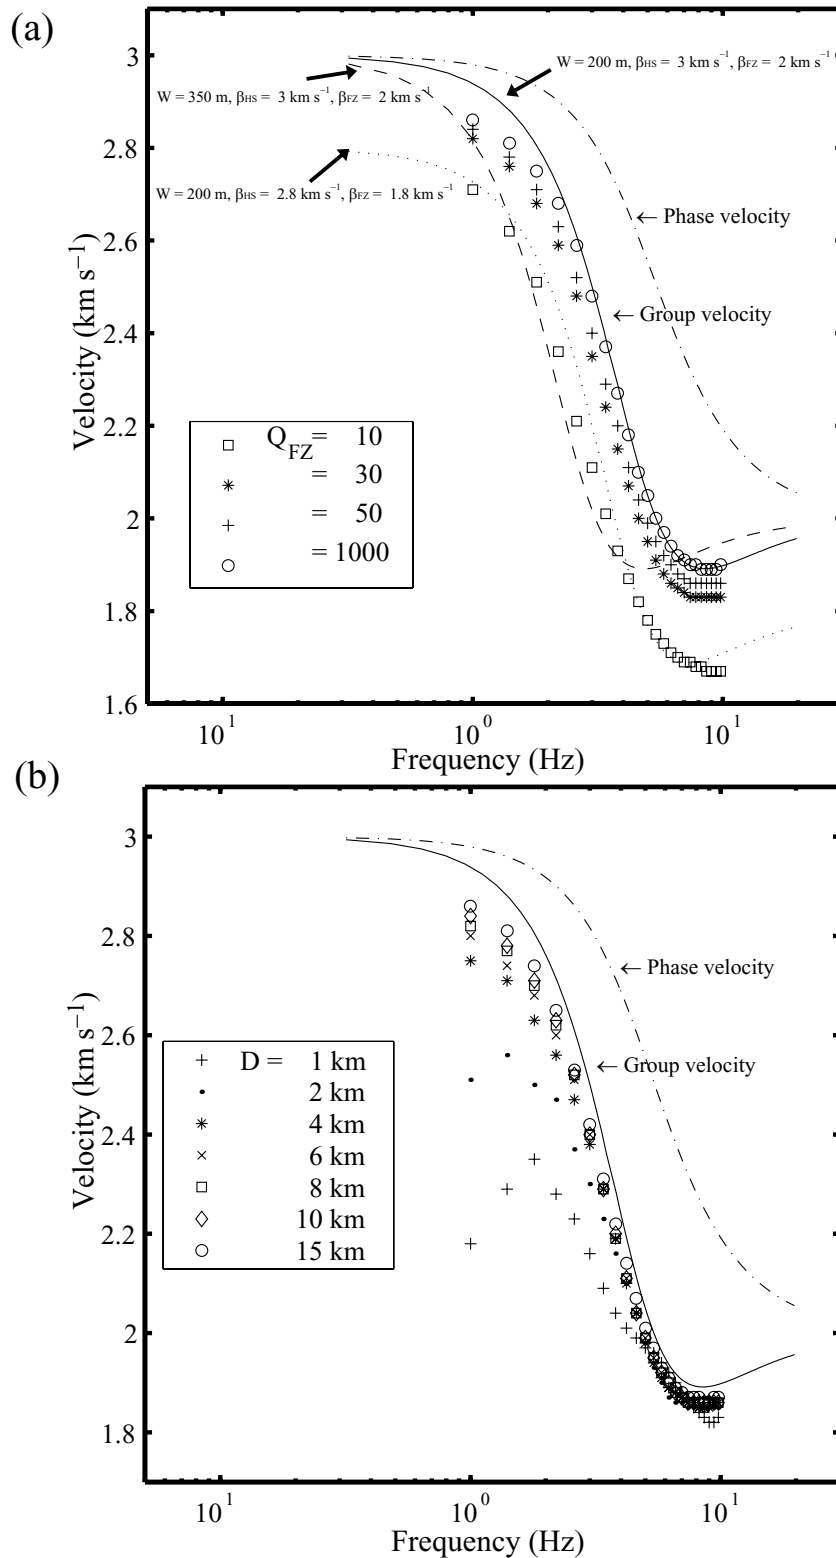 (a)
3
2.8
2.6
2.4
2.2
2
1.8
1.6
Velocity (km s⁻¹)
W = 200 m, βHS = 3 km s⁻¹, βFZ = 2 km s⁻¹
W = 350 m, βHS = 3 km s⁻¹, βFZ = 2 km s⁻¹
W = 200 m, βHS = 2.8 km s⁻¹, βFZ = 1.8 km s⁻¹
← Phase velocity
← Group velocity
Q_FZ = 10
= 30
= 50
= 1000
10¹ 10⁰ 10¹
Frequency (Hz)
(b)
3
2.8
2.6
2.4
2.2
2
1.8
Velocity (km s⁻¹)
← Phase velocity
← Group velocity
D = 1 km
2 km
4 km
6 km
8 km
10 km
15 km
10¹ 10⁰ 10¹
Frequency (Hz)